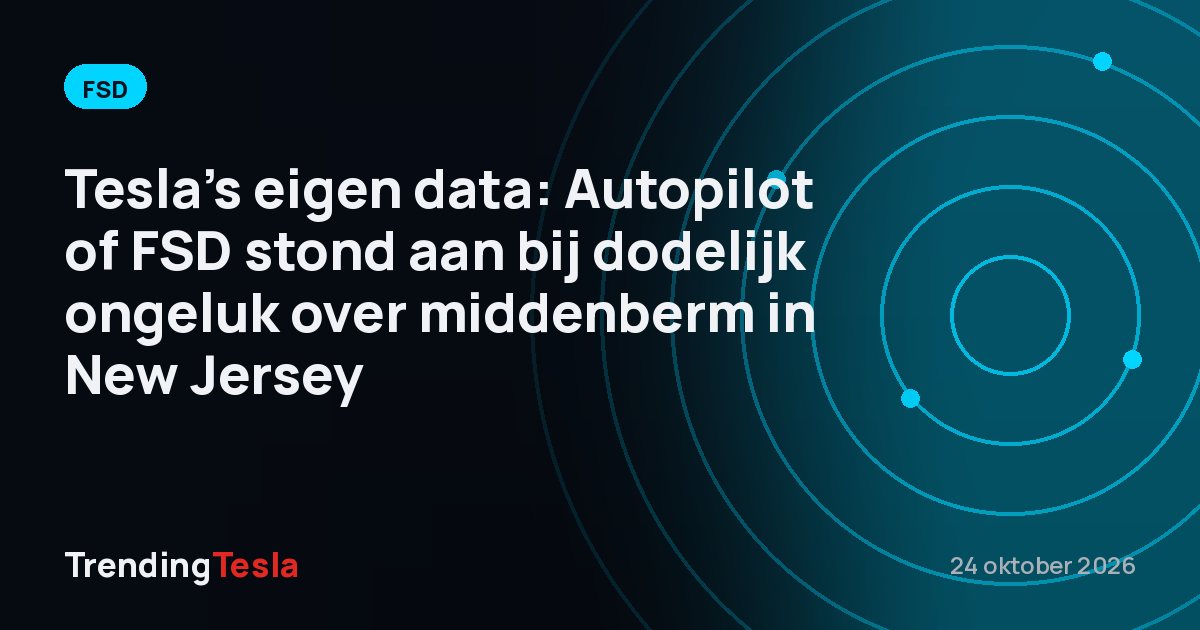 FSD
Tesla’s eigen data: Autopilot
of FSD stond aan bij dodelijk
ongeluk over middenberm in
New Jersey
TrendingTesla
24 oktober 2026